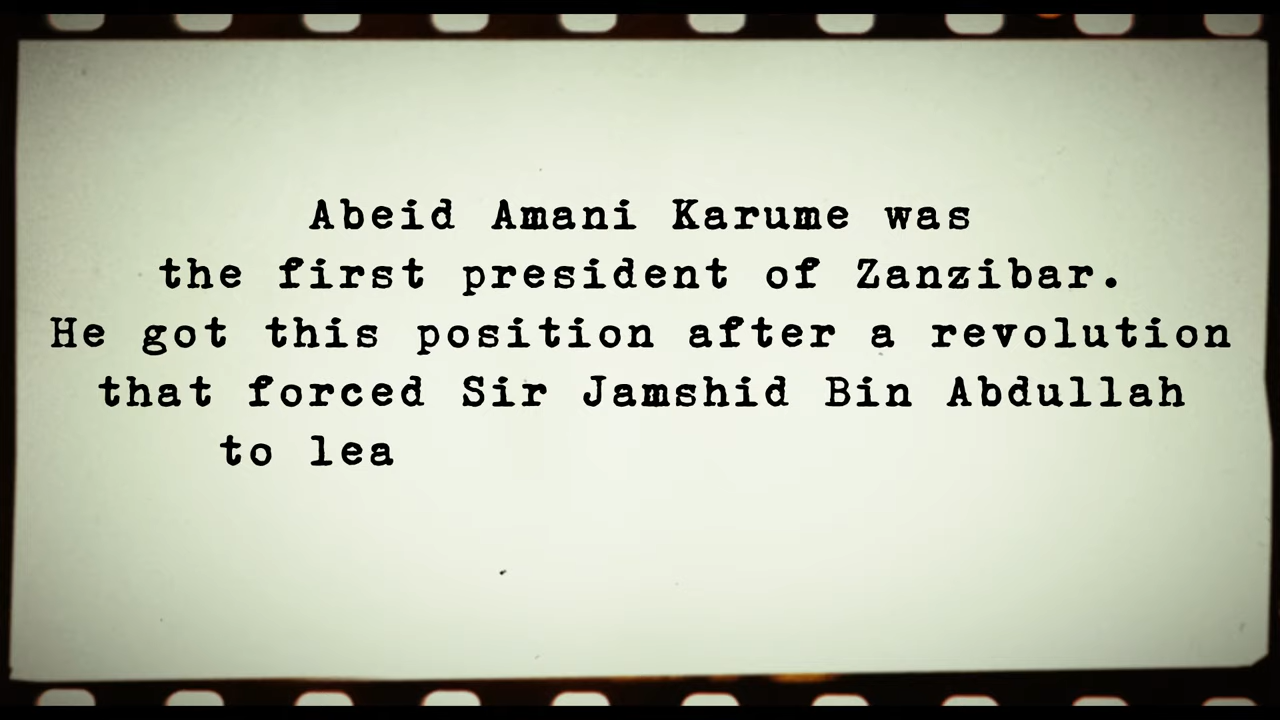 Abeid Amani Karume was
the first president of Zanzibar.
He got this position after a revolution
that forced Sir Jamshid Bin Abdullah
to lea